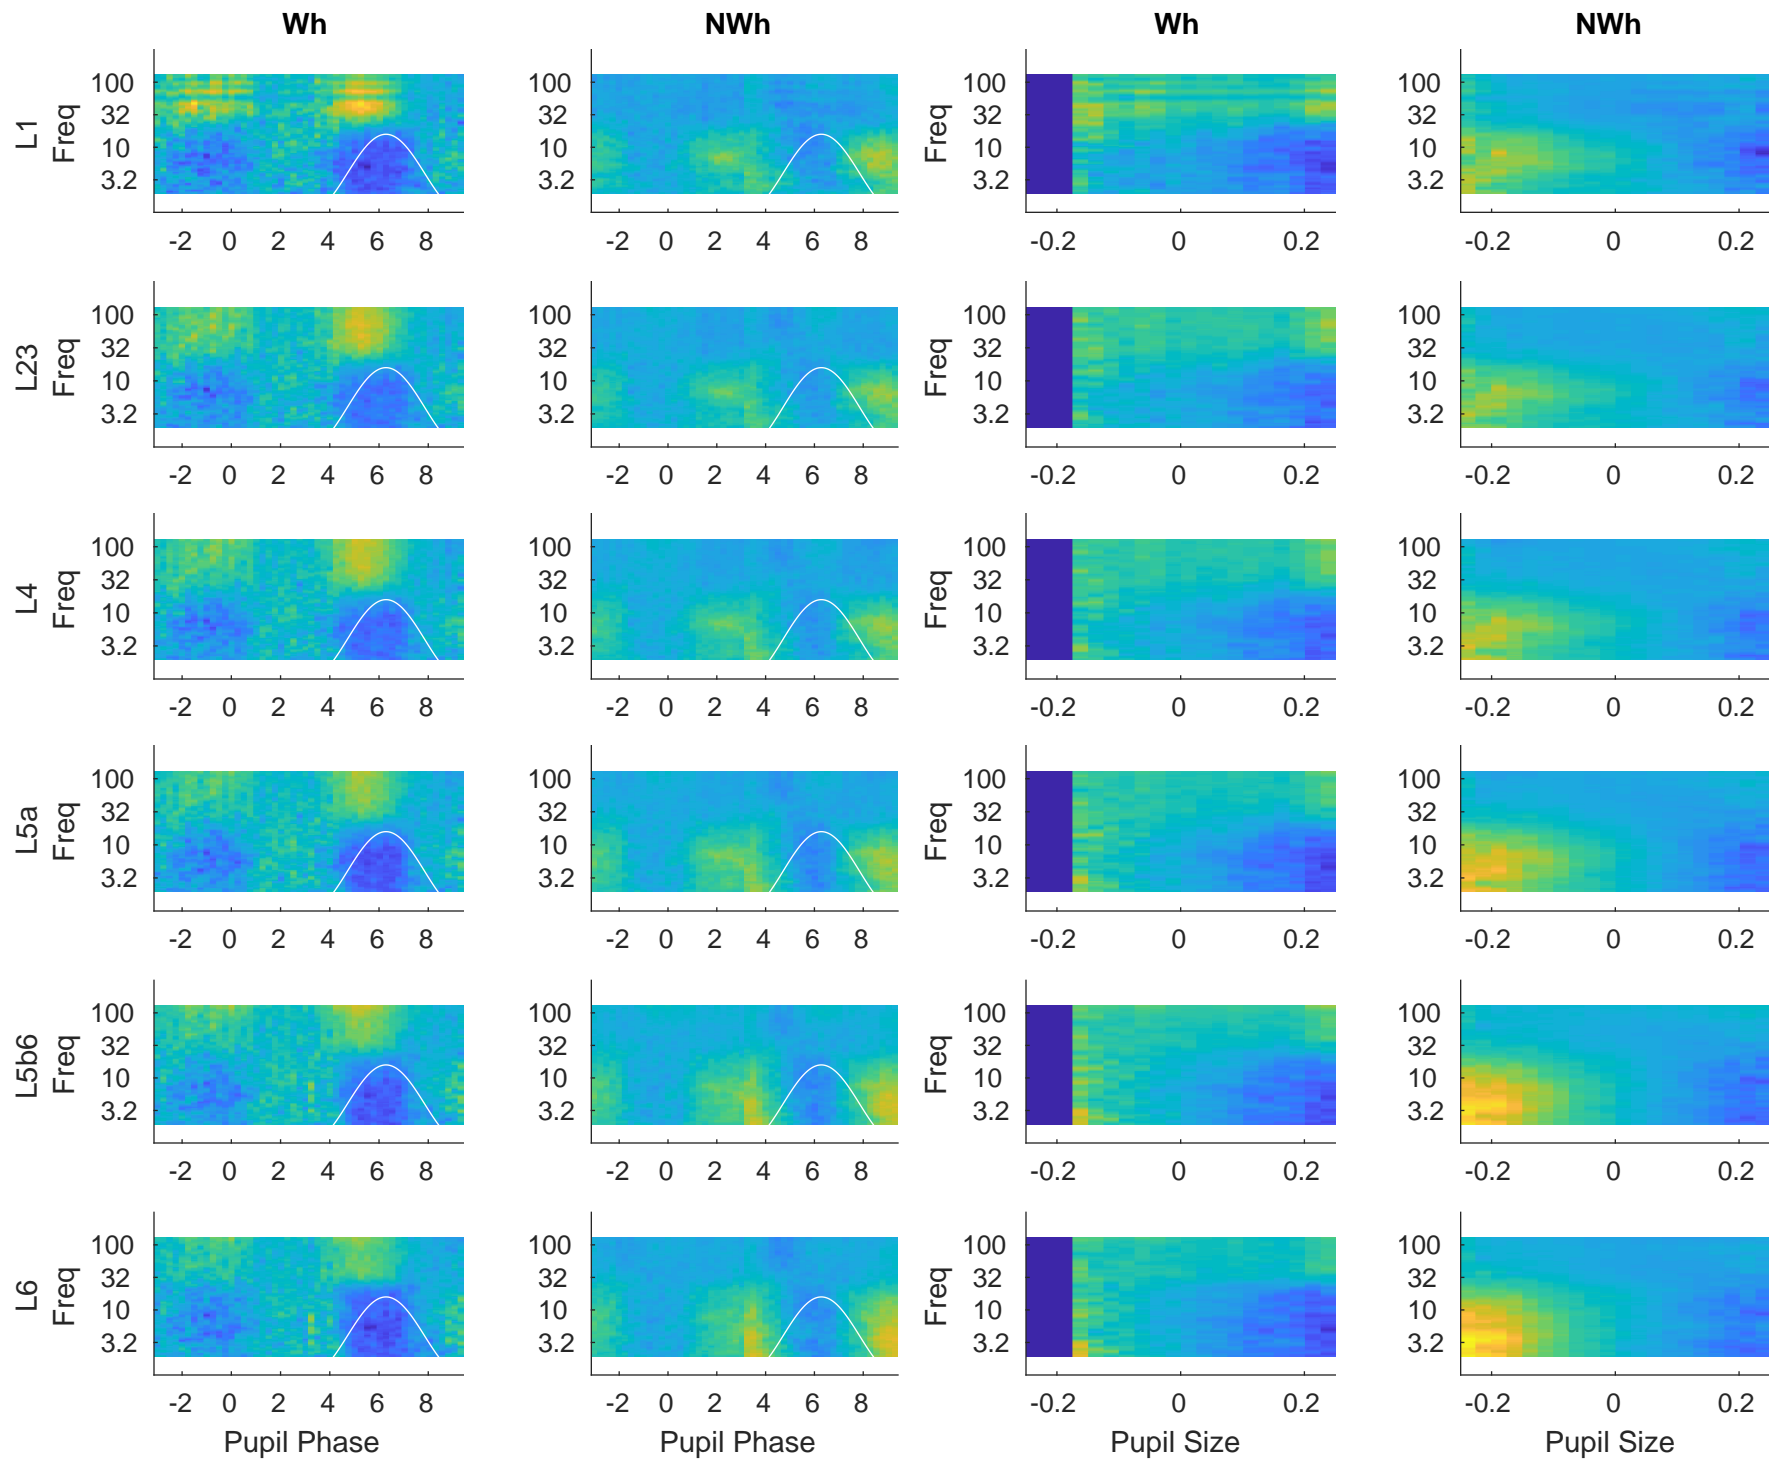 Wh NWh Wh NWh
L1 Freq 100 32 10 3.2 Freq 100 32 10 3.2 100 32 10 3.2 100 32 10 3.2
-2 0 2 4 6 8 -2 0 2 4 6 8 -0.2 0 0.2 -0.2 0 0.2
L23 Freq 100 32 10 3.2 100 32 10 3.2 Freq 100 32 10 3.2 100 32 10 3.2
-2 0 2 4 6 8 -2 0 2 4 6 8 -0.2 0 0.2 -0.2 0 0.2
L4 Freq 100 32 10 3.2 100 32 10 3.2 Freq 100 32 10 3.2 100 32 10 3.2
-2 0 2 4 6 8 -2 0 2 4 6 8 -0.2 0 0.2 -0.2 0 0.2
L5a Freq 100 32 10 3.2 100 32 10 3.2 Freq 100 32 10 3.2 100 32 10 3.2
-2 0 2 4 6 8 -2 0 2 4 6 8 -0.2 0 0.2 -0.2 0 0.2
L5b6 Freq 100 32 10 3.2 100 32 10 3.2 Freq 100 32 10 3.2 100 32 10 3.2
-2 0 2 4 6 8 -2 0 2 4 6 8 -0.2 0 0.2 -0.2 0 0.2
L6 Freq 100 32 10 3.2 100 32 10 3.2 Freq 100 32 10 3.2 100 32 10 3.2
-2 0 2 4 6 8 -2 0 2 4 6 8 -0.2 0 0.2 -0.2 0 0.2
Pupil Phase Pupil Phase Pupil Size Pupil Size